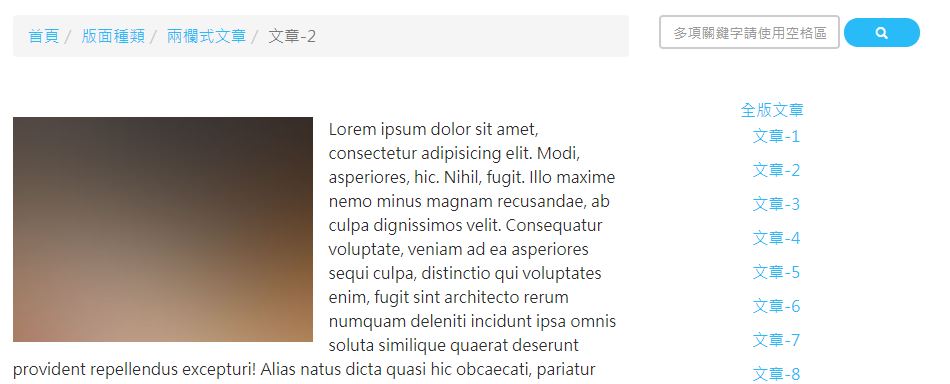 首頁 / 版面種類 / 兩欄式文章 / 文章-2
多項關鍵字請使用空格區
Lorem ipsum dolor sit amet,
consectetur adipisicing elit. Modi,
asperiores, hic. Nihil, fugit. Illo maxime
nemo minus magnam recusandae, ab
culpa dignissimos velit. Consequatur
voluptate, veniam ad ea asperiores
sequi culpa, distinctio qui voluptates
enim, fugit sint architecto rerum
numquam deleniti incidunt ipsa omnis
soluta similique quaerat deserunt
provident repellendus excepturi! Alias natus dicta quasi hic obcaecati, pariatur
全版文章
文章-1
文章-2
文章-3
文章-4
文章-5
文章-6
文章-7
文章-8